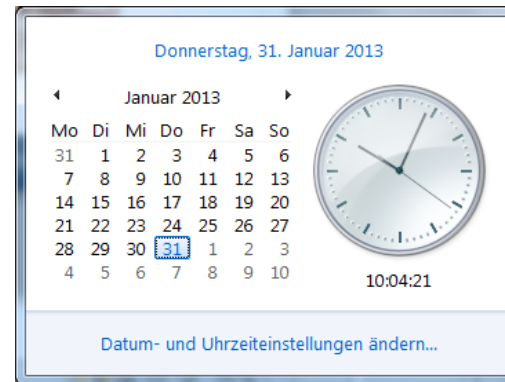 Donnerstag, 31. Januar 2013
Januar 2013
Mo Di Mi Do Fr Sa So
31 1 2 3 4 5 6
7 8 9 10 11 12 13
14 15 16 17 18 19 20
21 22 23 24 25 26 27
28 29 30 31 1 2 3
4 5 6 7 8 9 10
10:04:21
Datum- und Uhrzeiteinstellungen ändern...